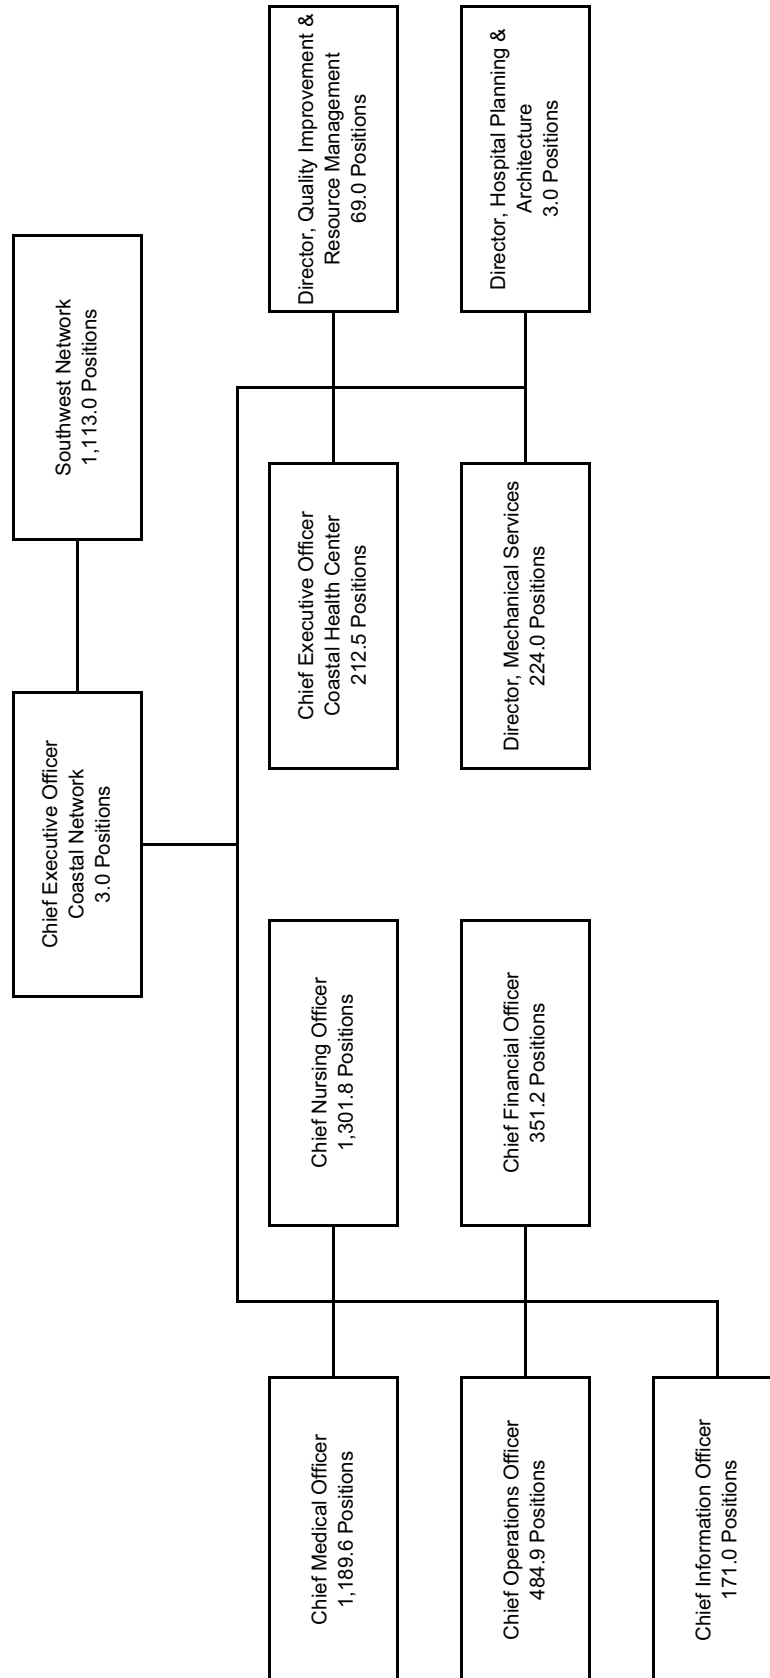 Chief Executive Officer
Coastal Network
3.0 Positions
Southwest Network
1,113.0 Positions
Chief Medical Officer
1,189.6 Positions
Chief Nursing Officer
1,301.8 Positions
Chief Executive Officer
Coastal Health Center
212.5 Positions
Director, Quality Improvement &
Resource Management
69.0 Positions
Chief Operations Officer
484.9 Positions
Chief Financial Officer
351.2 Positions
Director, Mechanical Services
224.0 Positions
Director, Hospital Planning &
Architecture
3.0 Positions
Chief Information Officer
171.0 Positions